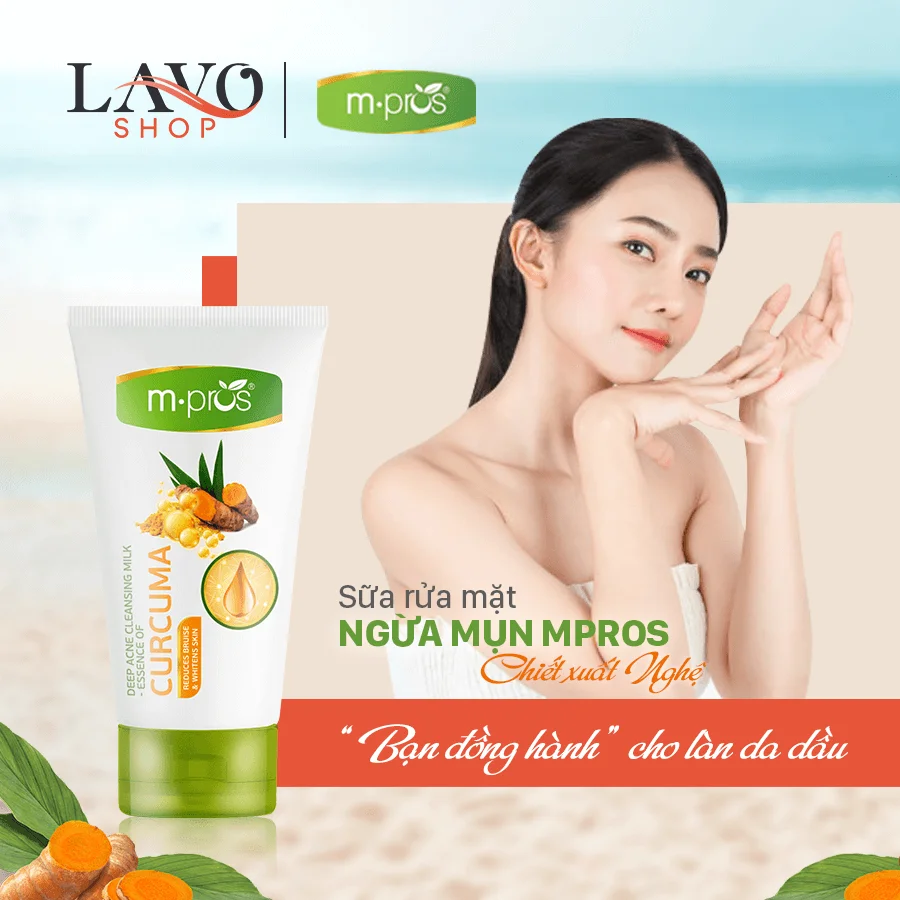 LAVO
SHOP
m·pros®
m·pros®
DEEP ACNE CLEANSING MILK
- ESSENCE OF
CURCUMA
REDUCES BRUISE
& WHITENS SKIN
Sữa rửa mặt
NGỪA MỤN MPROS
Chiết xuất Nghệ
“Bạn đồng hành” cho làn da dầu